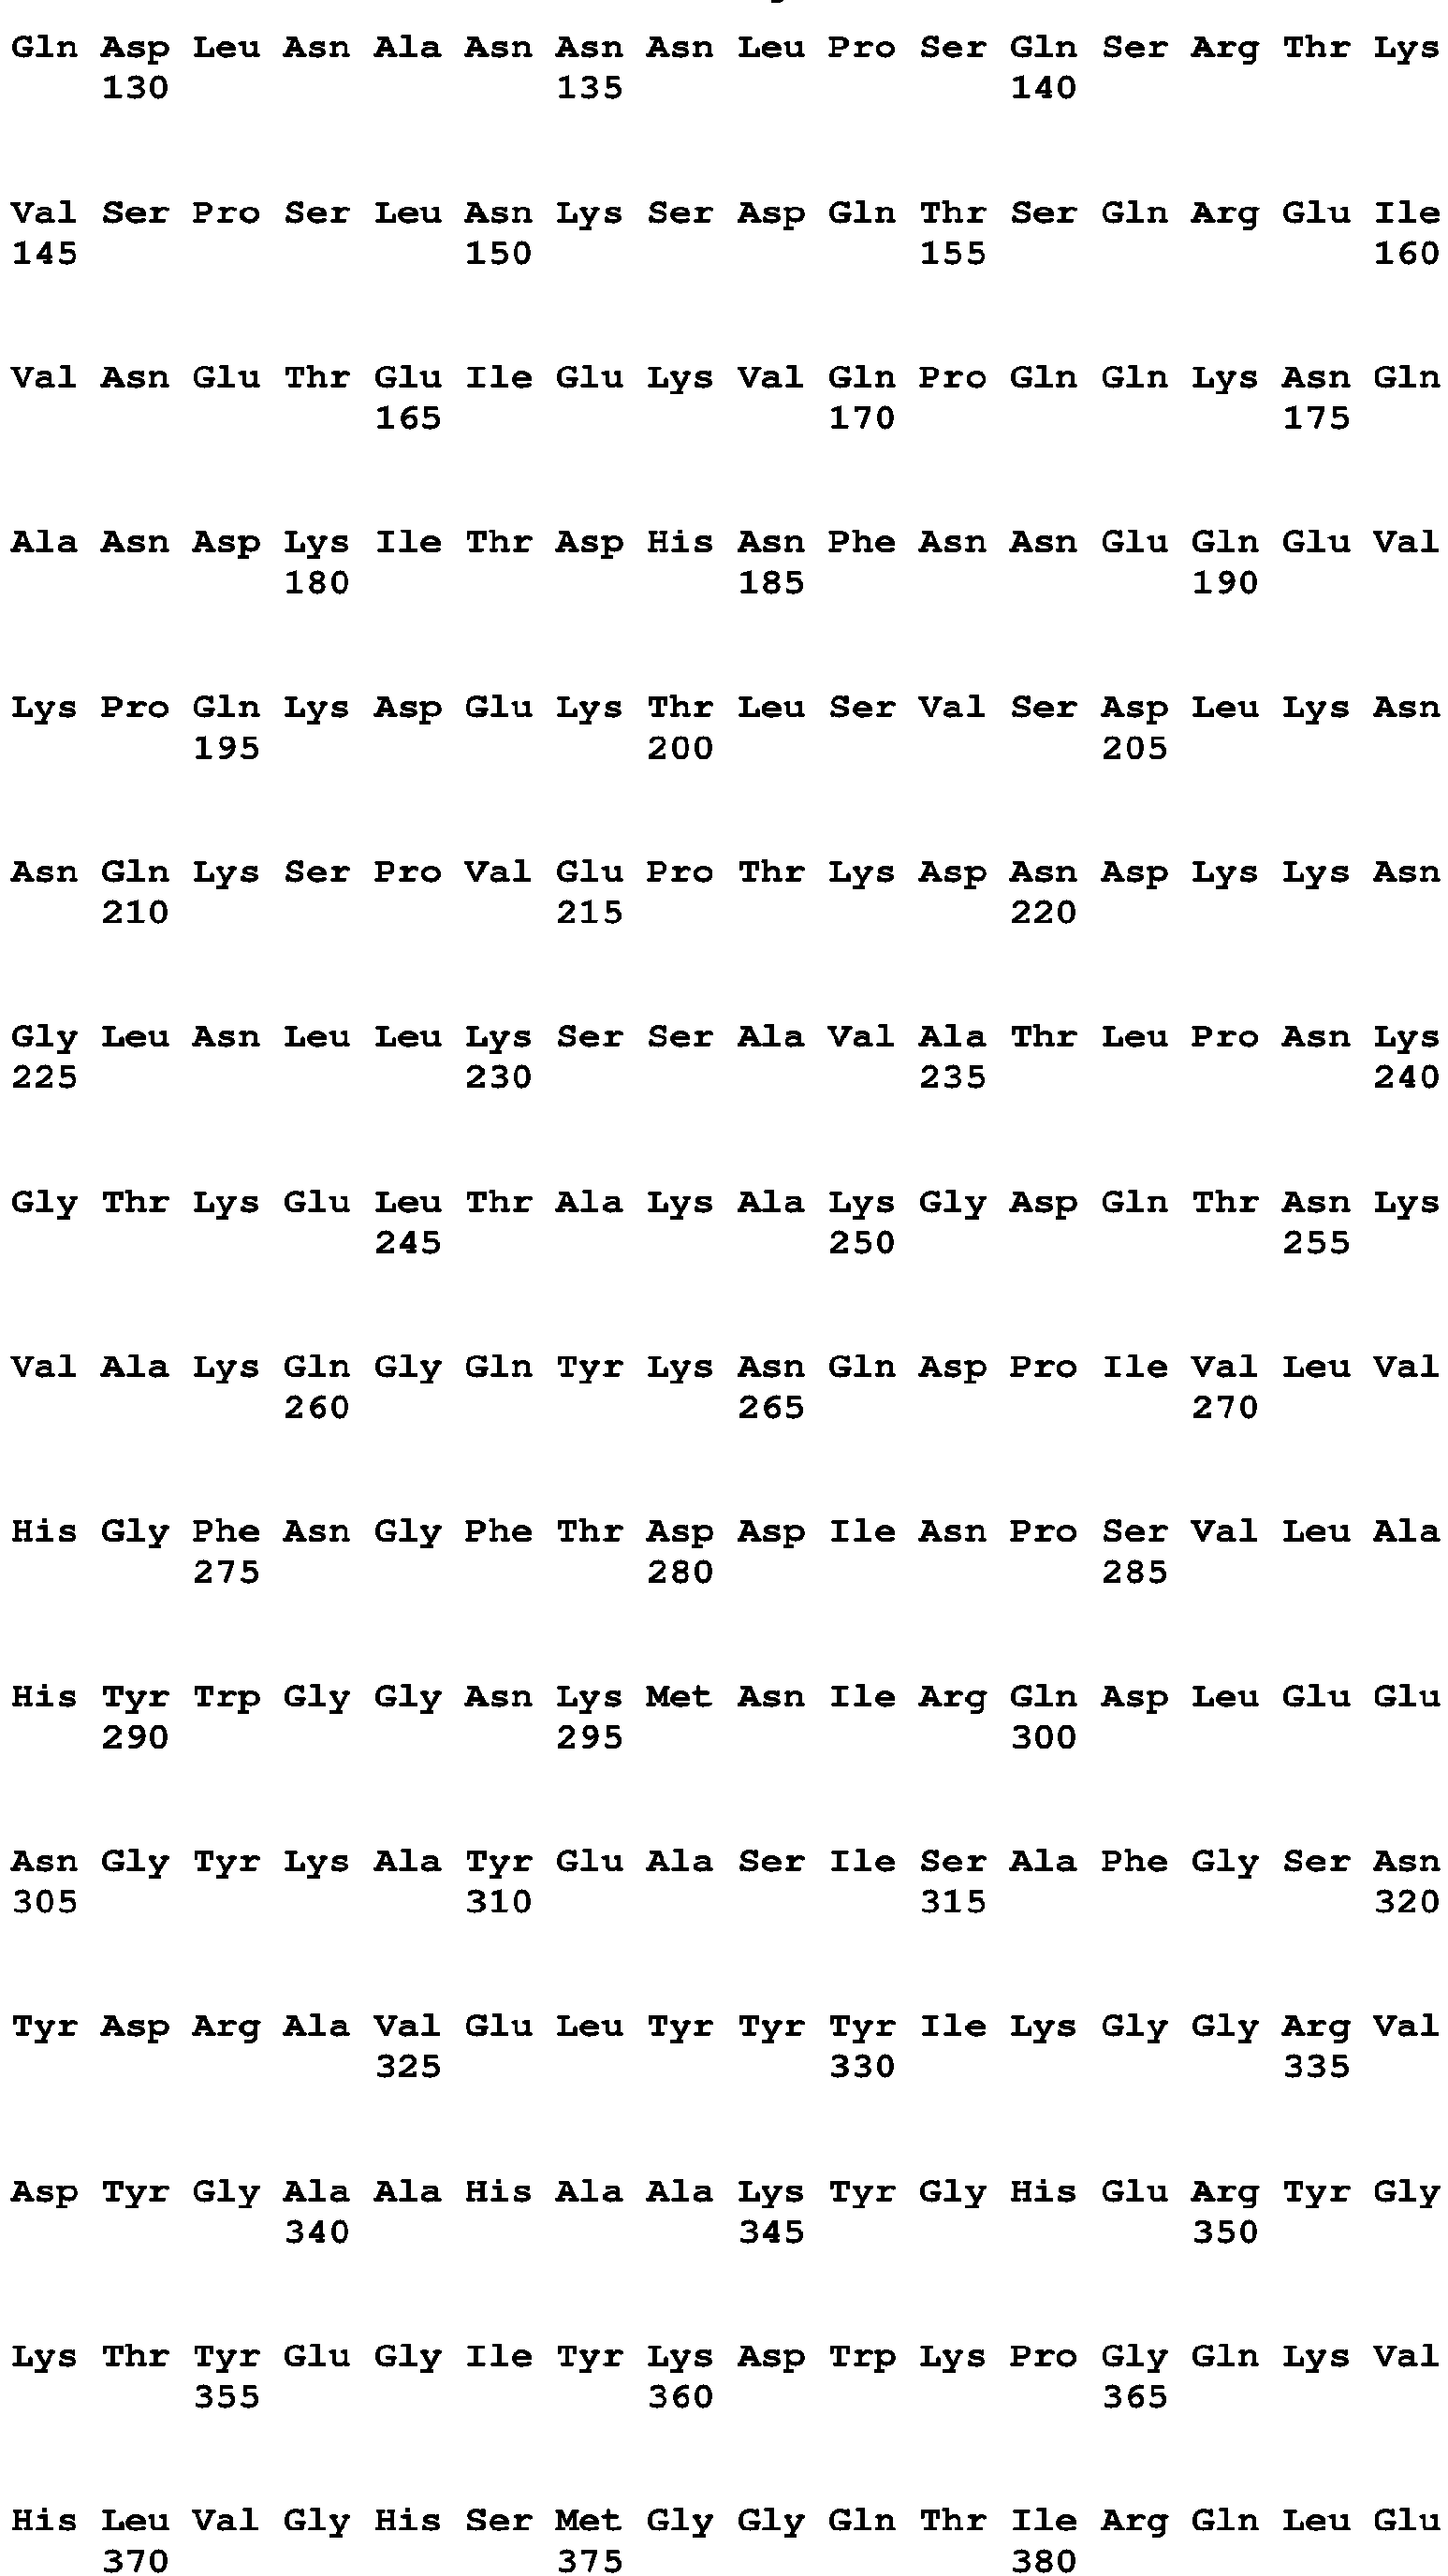 Gln Asp Leu Asn Ala Asn Asn Asn Leu Pro Ser Gln Ser Arg Thr Lys
130 135 140
Val Ser Pro Ser Leu Asn Lys Ser Asp Gln Thr Ser Gln Arg Glu Ile
145 150 155 160
Val Asn Glu Thr Glu Ile Glu Lys Val Gln Pro Gln Gln Lys Asn Gln
165 170 175
Ala Asn Asp Lys Ile Thr Asp His Asn Phe Asn Asn Glu Gln Glu Val
180 185 190
Lys Pro Gln Lys Asp Glu Lys Thr Leu Ser Val Ser Asp Leu Lys Asn
195 200 205
Asn Gln Lys Ser Pro Val Glu Pro Thr Lys Asp Asn Asp Lys Lys Asn
210 215 220
Gly Leu Asn Leu Leu Lys Ser Ser Ala Val Ala Thr Leu Pro Asn Lys
225 230 235 240
Gly Thr Lys Glu Leu Thr Ala Lys Ala Lys Gly Asp Gln Thr Asn Lys
245 250 255
Val Ala Lys Gln Gly Gln Tyr Lys Asn Gln Asp Pro Ile Val Leu Val
260 265 270
His Gly Phe Asn Gly Phe Thr Asp Asp Ile Asn Pro Ser Val Leu Ala
275 280 285
His Tyr Trp Gly Gly Asn Lys Met Asn Ile Arg Gln Asp Leu Glu Glu
290 295 300
Asn Gly Tyr Lys Ala Tyr Glu Ala Ser Ile Ser Ala Phe Gly Ser Asn
305 310 315 320
Tyr Asp Arg Ala Val Glu Leu Tyr Tyr Tyr Ile Lys Gly Gly Arg Val
325 330 335
Asp Tyr Gly Ala Ala His Ala Ala Lys Tyr Gly His Glu Arg Tyr Gly
340 345 350
Lys Thr Tyr Glu Gly Ile Tyr Lys Asp Trp Lys Pro Gly Gln Lys Val
355 360 365
His Leu Val Gly His Ser Met Gly Gly Gln Thr Ile Arg Gln Leu Glu
370 375 380